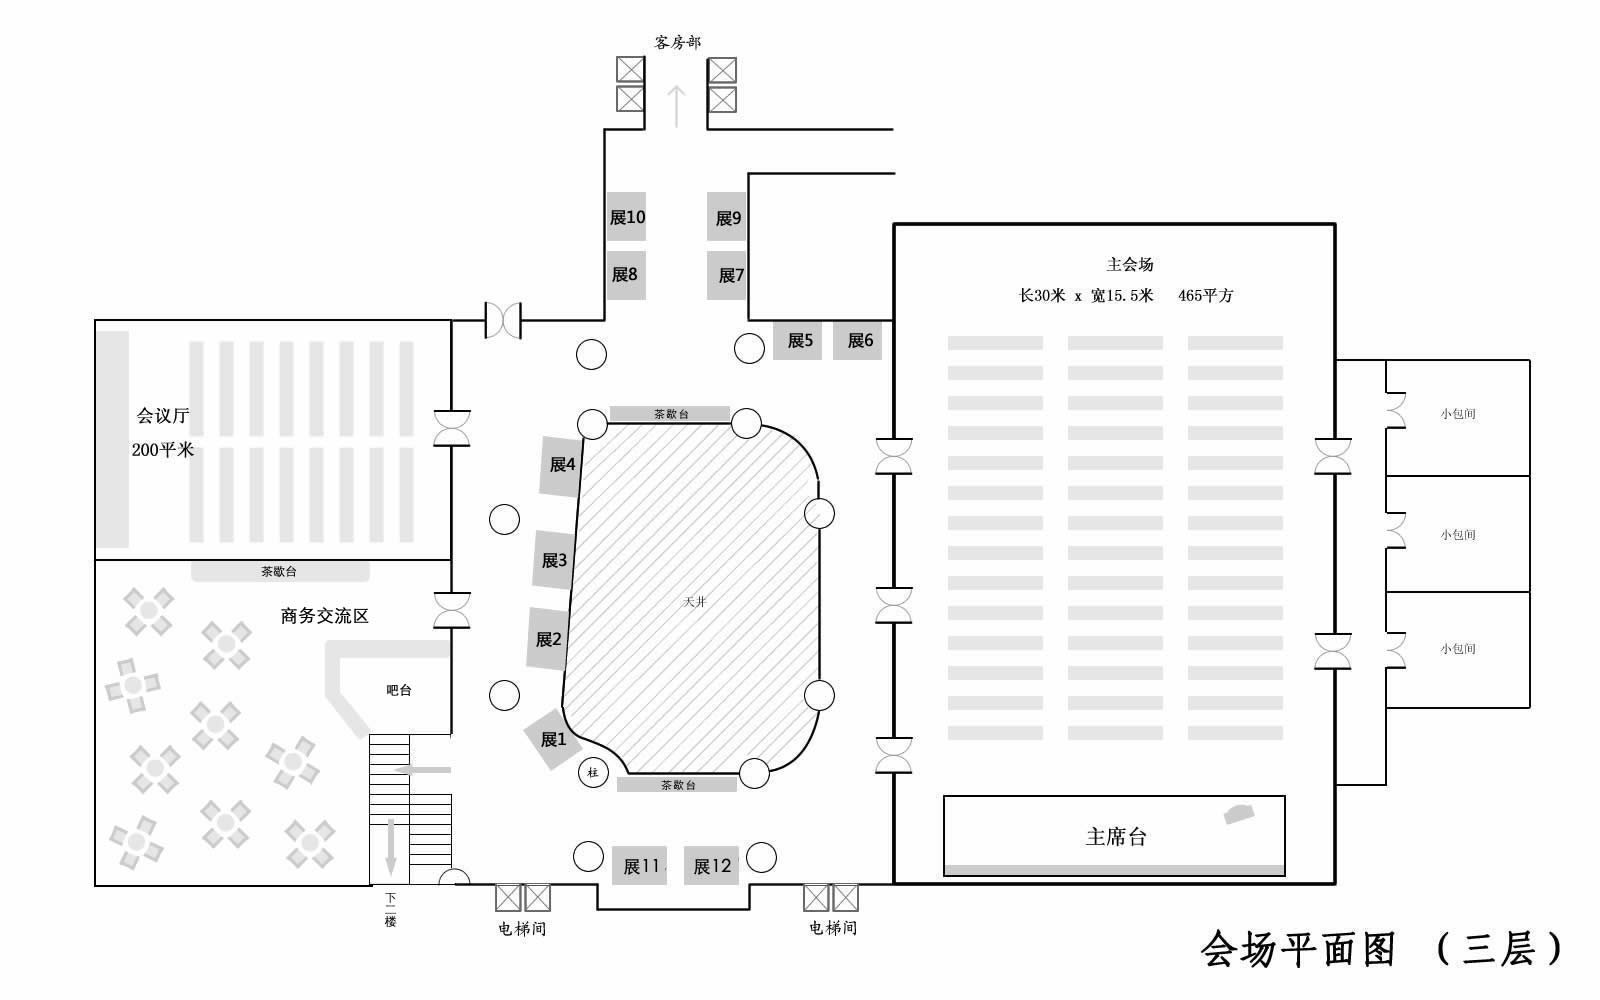 客房部
展10
展9
展8
展7
主会场
长30米 x 宽15.5米 465平方
展5
展6
会议厅
200平米
茶歇台
小包间
展4
展3
小包间
茶歇台
天井
商务交流区
展2
小包间
吧台
展1
柱
茶歇台
主席台
展11
展12
下二楼
电梯间
电梯间
会场平面图 （三层）